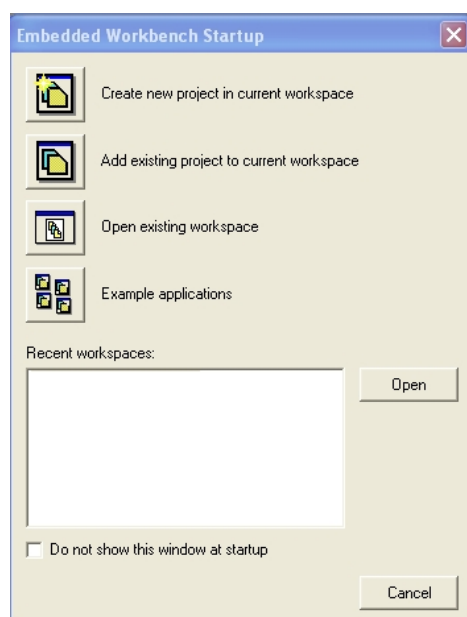 Embedded Workbench Startup
Create new project in current workspace
Add existing project to current workspace
Open existing workspace
Example applications
Recent workspaces:
Open
Do not show this window at startup
Cancel